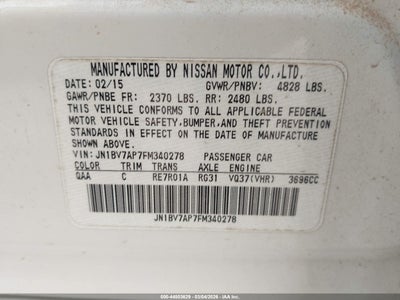 MANUFACTURED BY NISSAN MOTOR CO.,LTD.
DATE: 02/15 GVWR/PNBV: 4828 LBS.
GAWR/PNBE FR: 2370 LBS. RR: 2480 LBS.
THIS VEHICLE CONFORMS TO ALL APPLICABLE FEDERAL
MOTOR VEHICLE SAFETY,BUMPER,AND THEFT PREVENTION
STANDARDS IN EFFECT ON THE DATE OF MANUFACTURE
SHOWN ABOVE.
VIN: JN1BV7AP7FM340278 PASSENGER CAR
COLOR TRIM TRANS AXLE ENGINE
QAA C RE7R01A RG31 VQ37(VHR) 3696CC
JN1BV7AP7FM340278